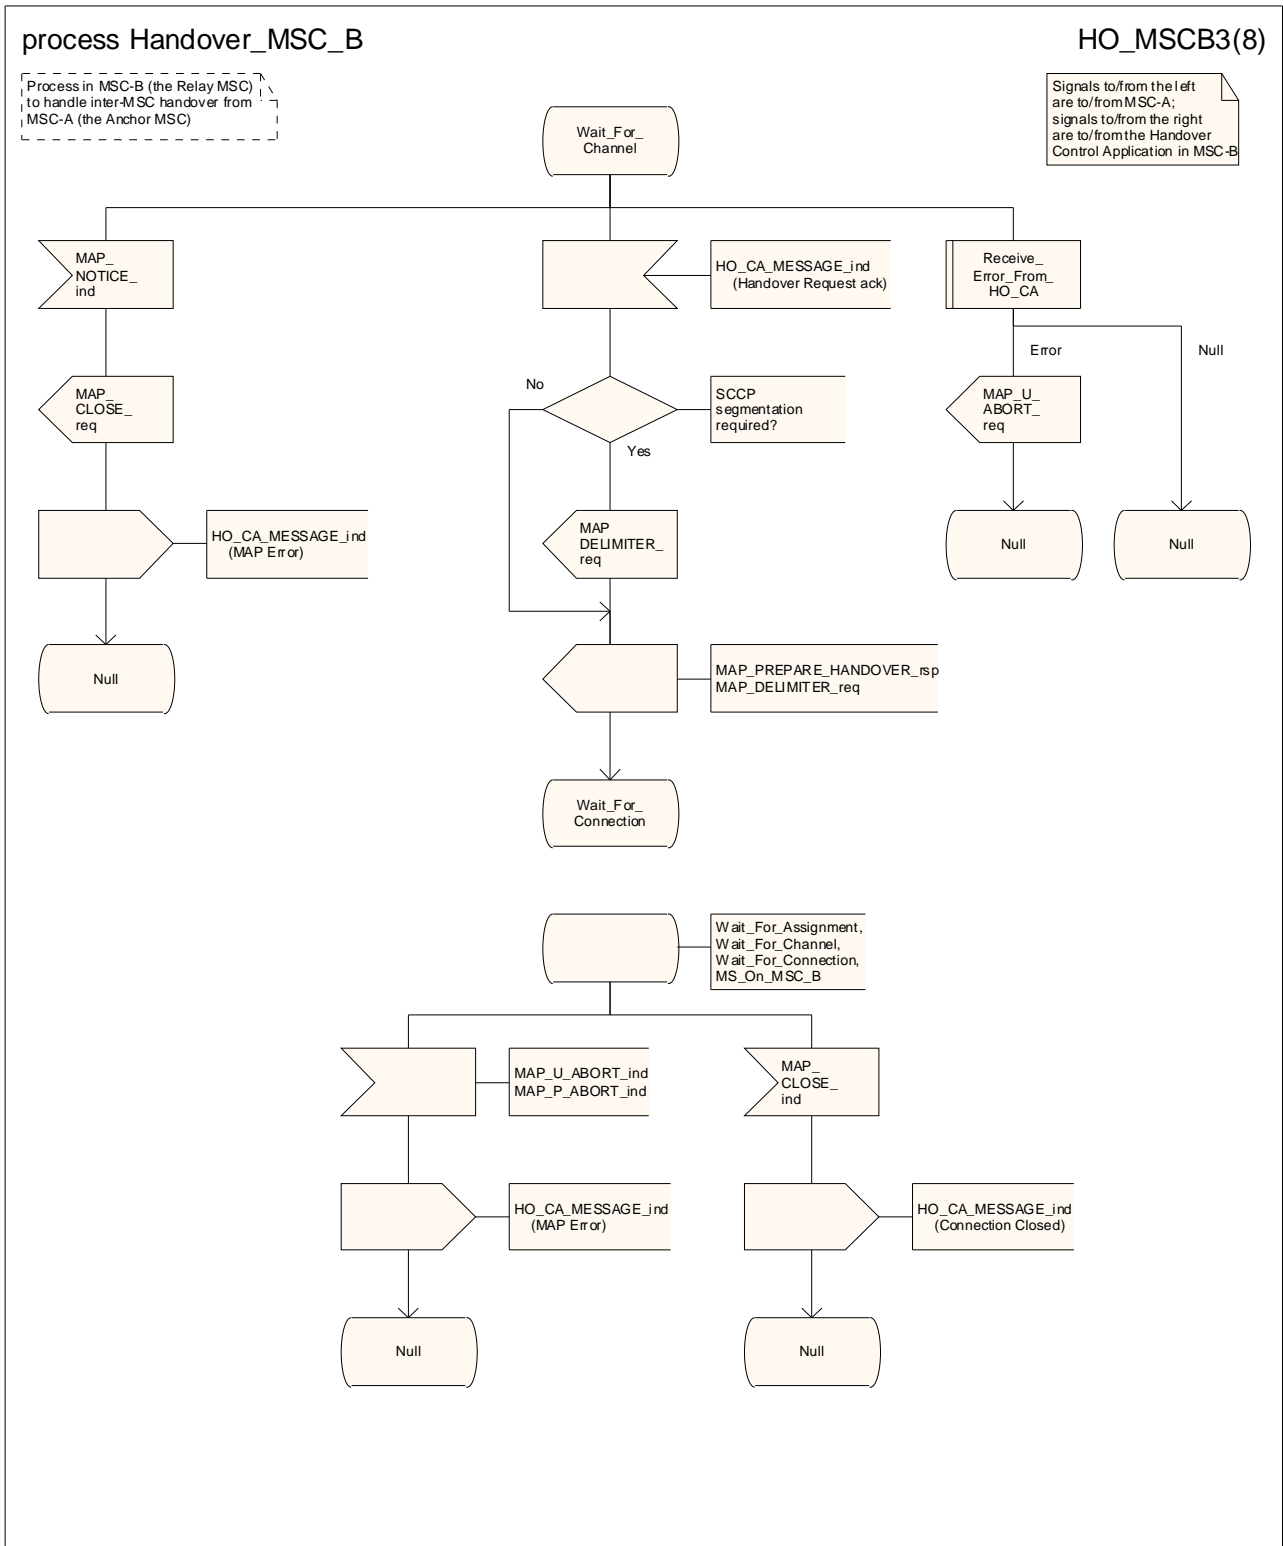 process Handover_MSC_B
HO_MSCB3(8)
Process in MSC-B (the Relay MSC)
to handle inter-MSC handover from
MSC-A (the Anchor MSC)
Signals to/from the left
are to/from MSC-A;
signals to/from the right
are to/from the Handover
Control Application in MSC-B
Wait_For_
Channel
MAP_
NOTICE_
ind
HO_CA_MESSAGE_ind
(Handover Request ack)
Receive_
Error_From_
HO_CA
Error
Null
MAP_
CLOSE_
req
No
SCCP
segmentation
required?
Yes
MAP_U_
ABORT_
req
HO_CA_MESSAGE_ind
(MAP Error)
MAP
DELIMITER_
req
Null
Null
Null
MAP_PREPARE_HANDOVER_rsp
MAP_DELIMITER_req
Wait_For_
Connection
Wait_For_Assignment,
Wait_For_Channel,
Wait_For_Connection,
MS_On_MSC_B
MAP_U_ABORT_ind
MAP_P_ABORT_ind
MAP_
CLOSE_
ind
HO_CA_MESSAGE_ind
(MAP Error)
HO_CA_MESSAGE_ind
(Connection Closed)
Null
Null